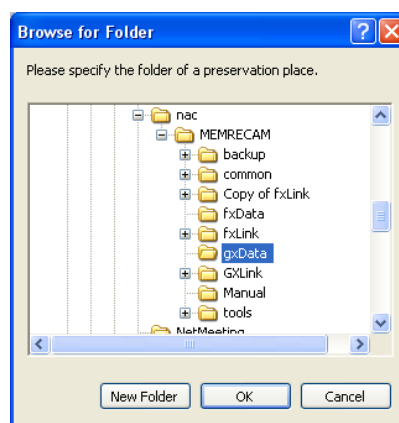 Browse for Folder
Please specify the folder of a preservation place.
nac
MEMRECAM
backup
common
Copy of fxLink
fxData
fxLink
gxData
GXLink
Manual
tools
NetMeeting
New Folder
OK
Cancel